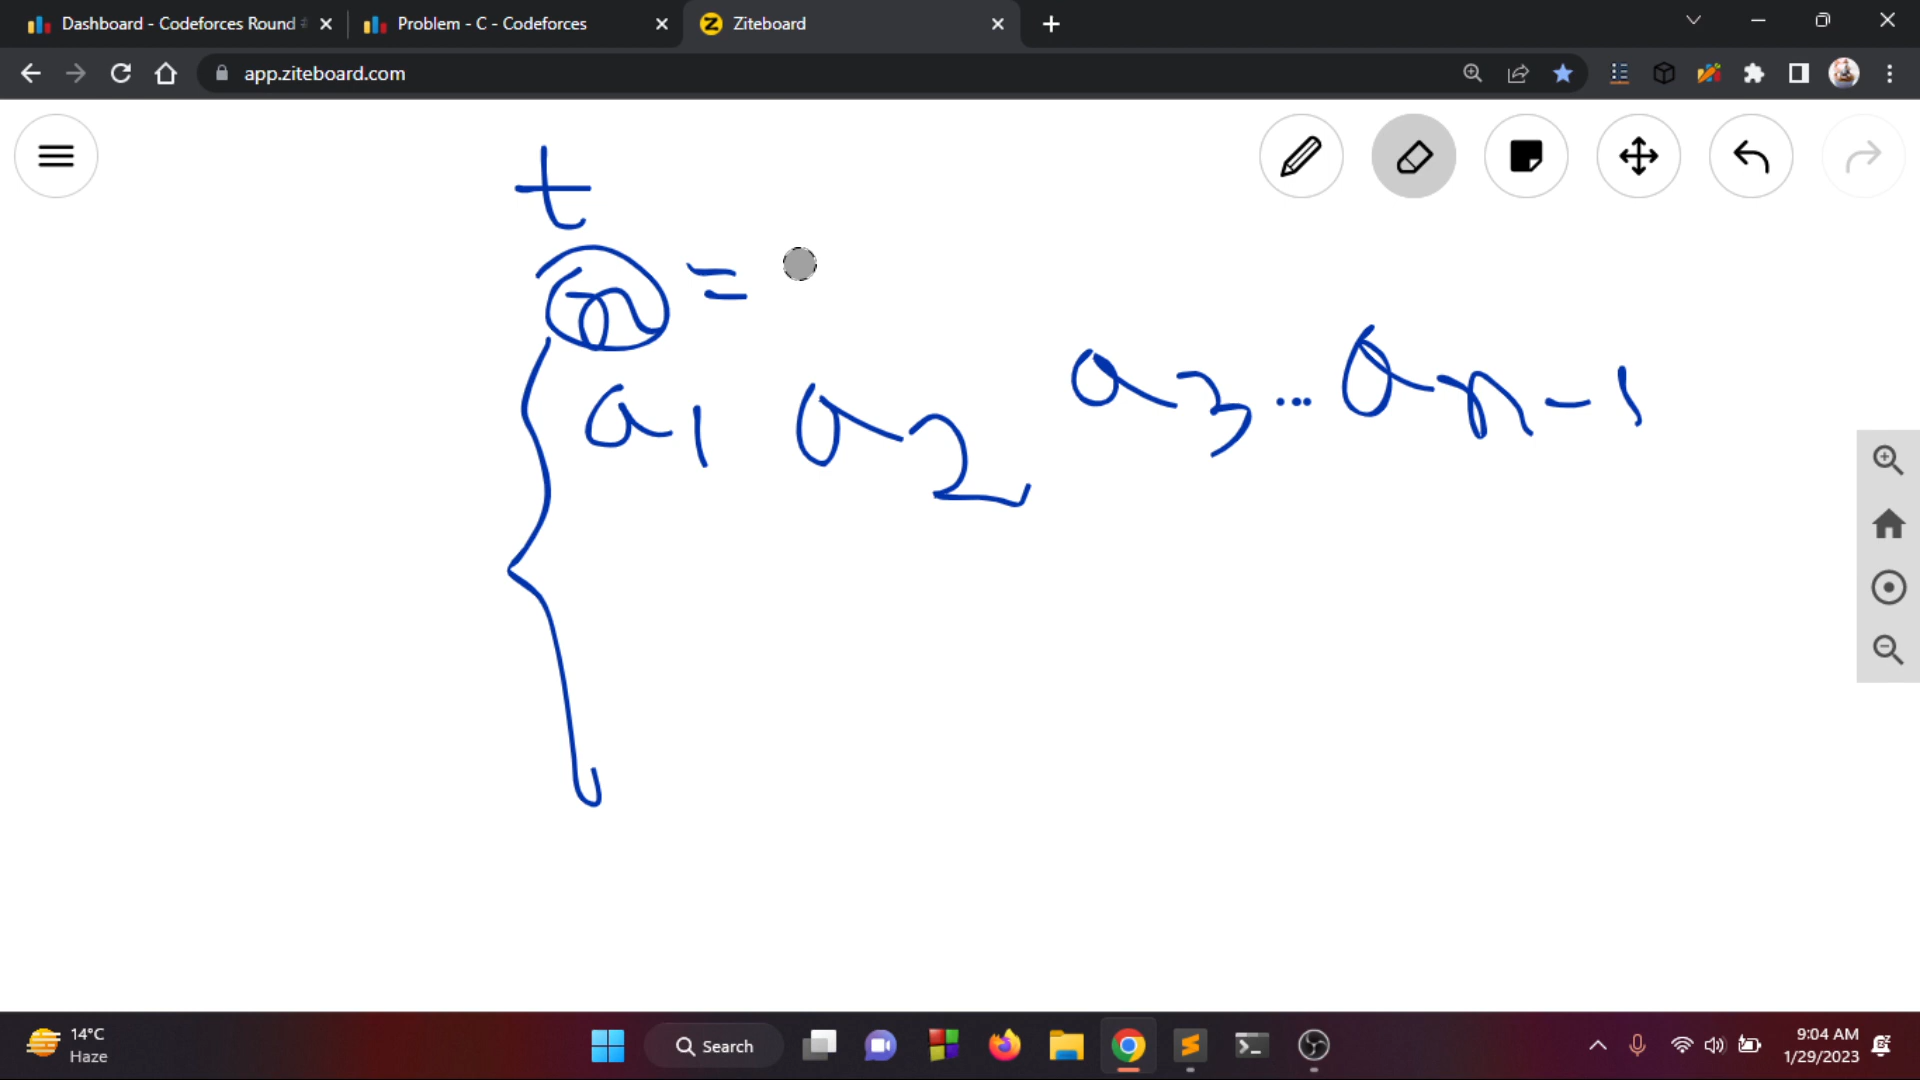 Dashboard - Codeforces Round #
Problem - C - Codeforces
Ziteboard
app.ziteboard.com
t
n =
a1 a2 a3 ... an-1
14°C
Haze
Search
9:04 AM
1/29/2023